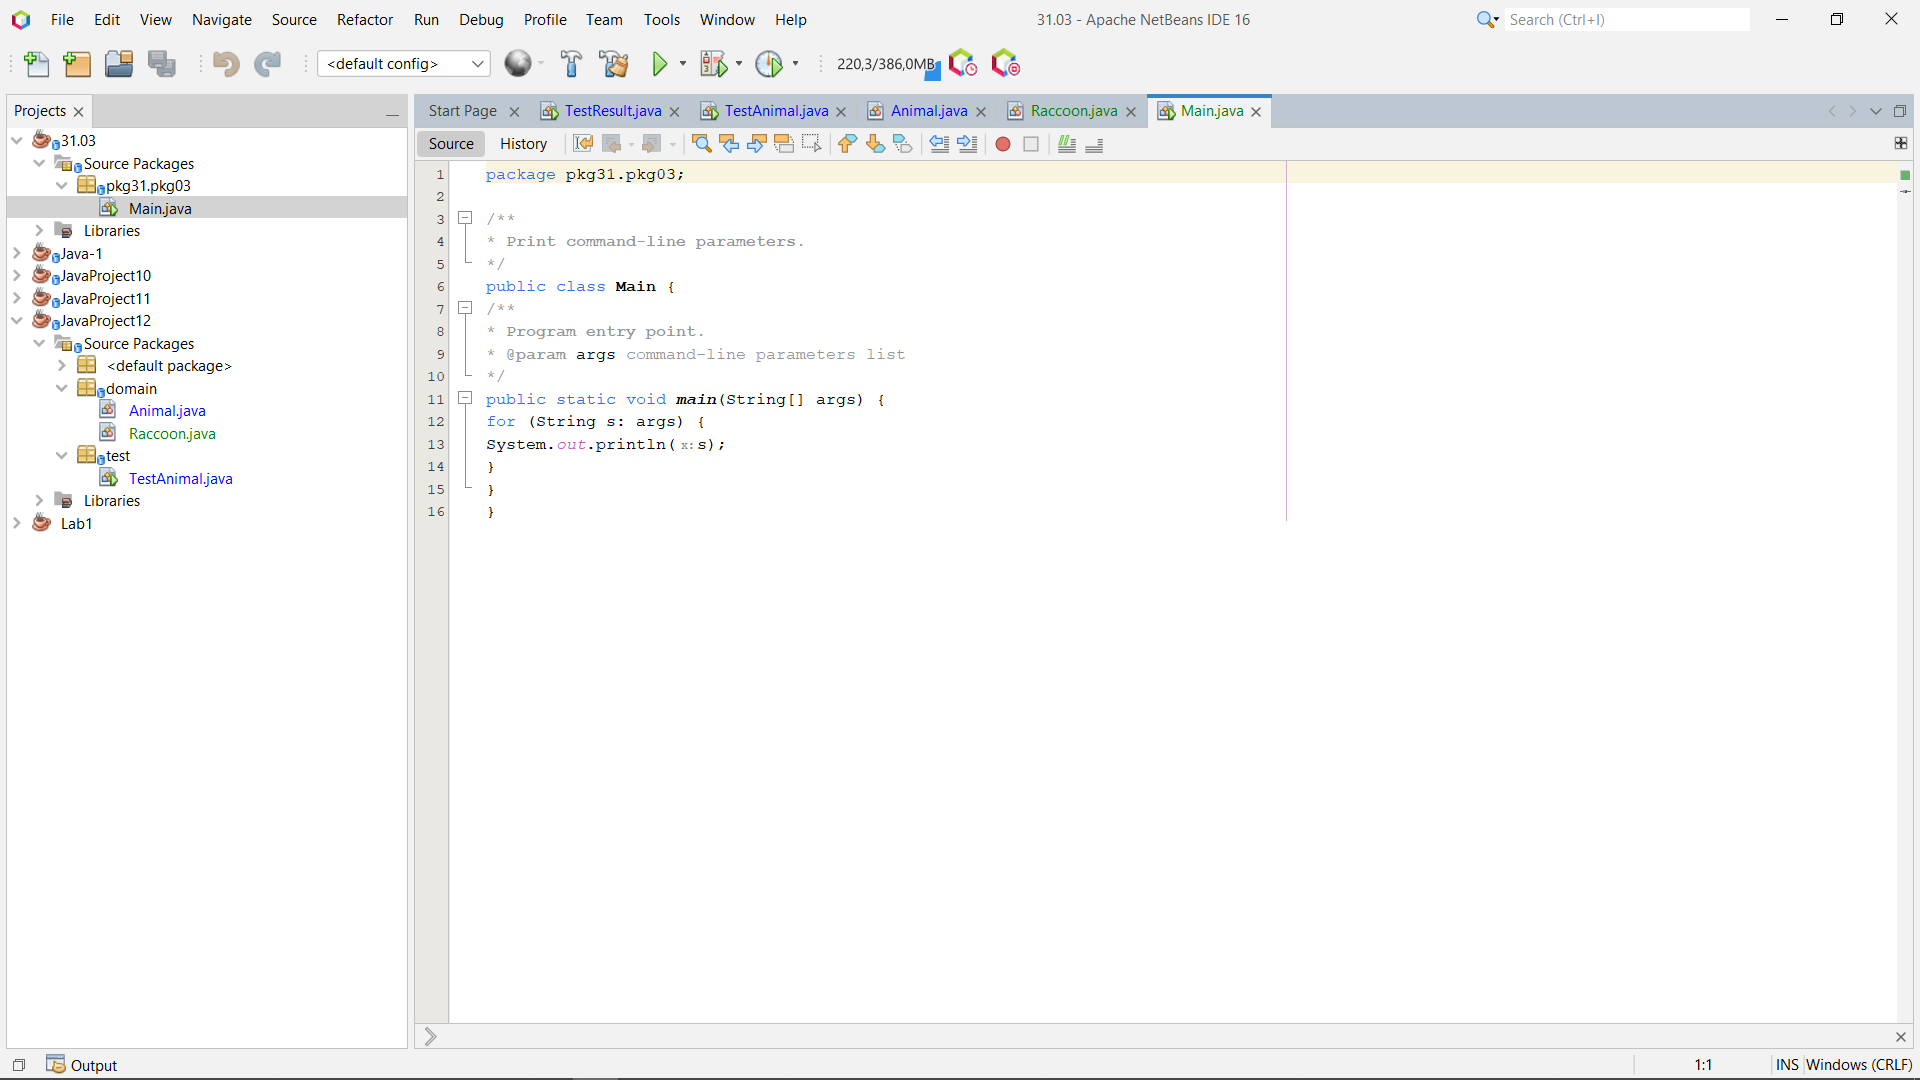 File Edit View Navigate Source Refactor Run Debug Profile Team Tools Window Help
31.03 - Apache NetBeans IDE 16
Search (Ctrl+I)
<default config>
220,3/386,0MB
Projects
31.03
Source Packages
pkg31.pkg03
Main.java
Libraries
Java-1
JavaProject10
JavaProject11
JavaProject12
Source Packages
<default package>
domain
Animal.java
Raccoon.java
test
TestAnimal.java
Libraries
Lab1
Start Page TestResult.java TestAnimal.java Animal.java Raccoon.java Main.java
Source History
1 package pkg31.pkg03;
2
3 /**
4 * Print command-line parameters.
5 */
6 public class Main {
7 /**
8 * Program entry point.
9 * @param args command-line parameters list
10 */
11 public static void main(String[] args) {
12 for (String s: args) {
13 System.out.println( x: s);
14 }
15 }
16 }
Output
1:1 INS Windows (CRLF)